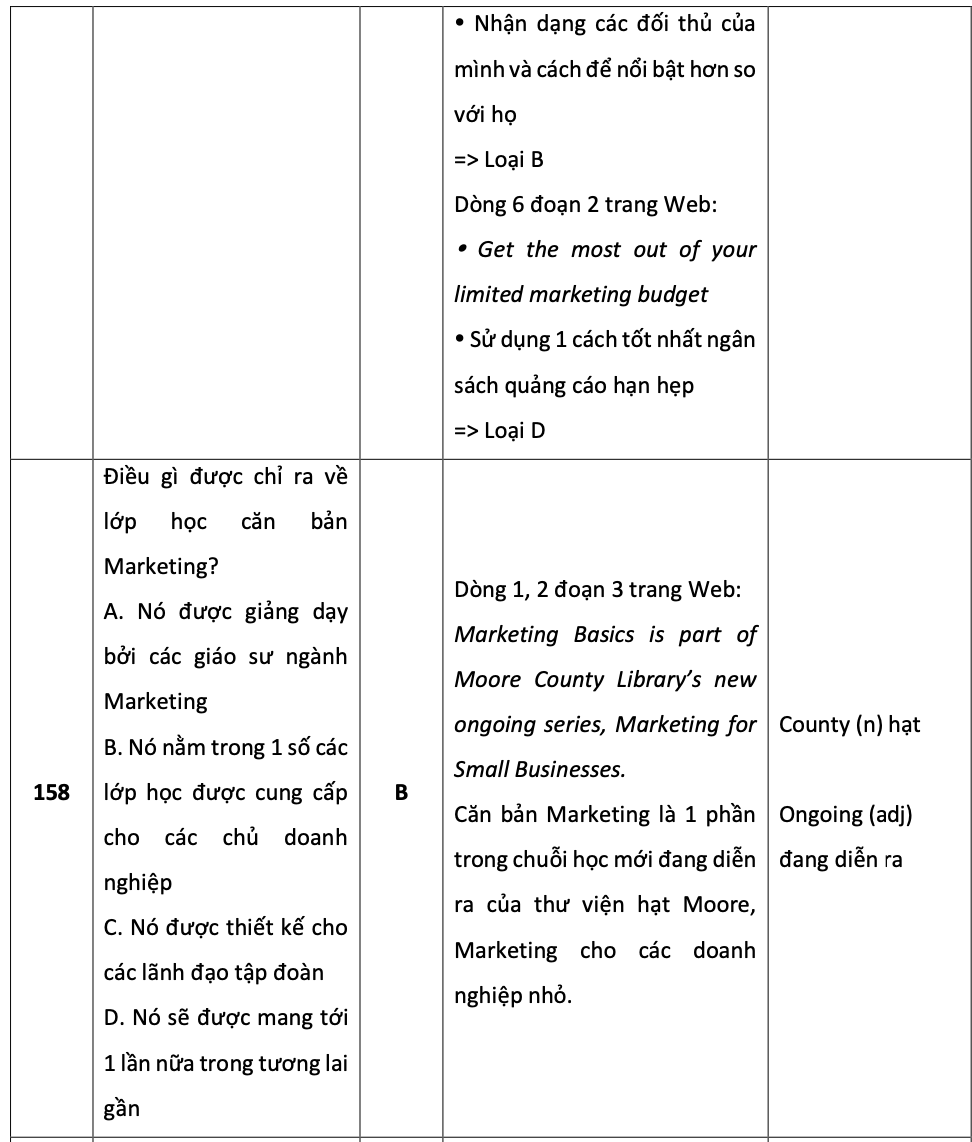 • Nhận dạng các đối thủ của
mình và cách để nổi bật hơn so
với họ
=> Loại B
Dòng 6 đoạn 2 trang Web:
• Get the most out of your
limited marketing budget
• Sử dụng 1 cách tốt nhất ngân
sách quảng cáo hạn hẹp
=> Loại D
158
Điều gì được chỉ ra về
lớp học căn bản
Marketing?
A. Nó được giảng dạy
bởi các giáo sư ngành
Marketing
B. Nó nằm trong 1 số các
lớp học được cung cấp
cho các chủ doanh
nghiệp
C. Nó được thiết kế cho
các lãnh đạo tập đoàn
D. Nó sẽ được mang tới
1 lần nữa trong tương lai
gần
B
Dòng 1, 2 đoạn 3 trang Web:
Marketing Basics is part of
Moore County Library’s new
ongoing series, Marketing for
Small Businesses.
Căn bản Marketing là 1 phần
trong chuỗi học mới đang diễn
ra của thư viện hạt Moore,
Marketing cho các doanh
nghiệp nhỏ.
County (n) hạt
Ongoing (adj)
đang diễn ra